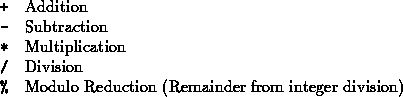 + Addition
- Subtraction
* Multiplication
/ Division
% Modulo Reduction (Remainder from integer division)